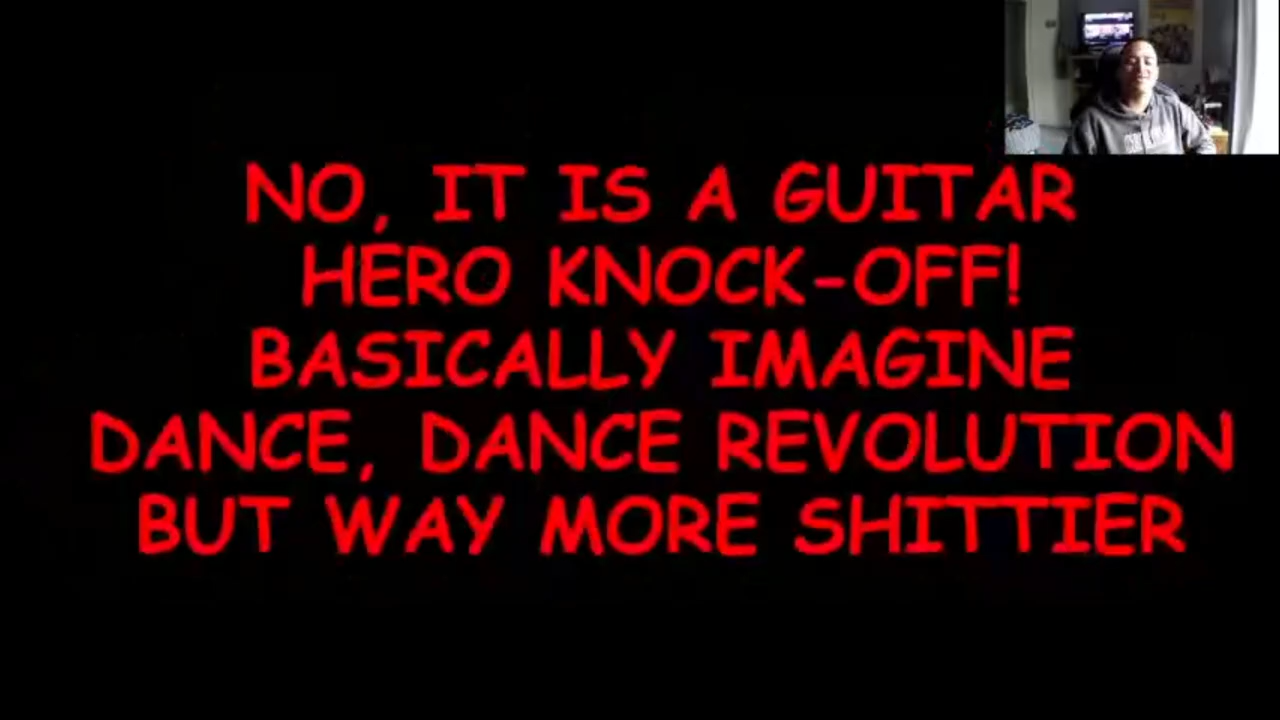 NO, IT IS A GUITAR
HERO KNOCK-OFF!
BASICALLY IMAGINE
DANCE, DANCE REVOLUTION
BUT WAY MORE SHITTIER